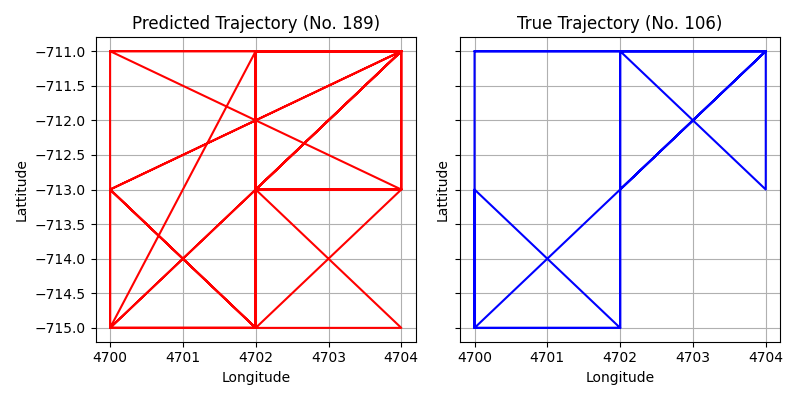 Predicted Trajectory (No. 189)
True Trajectory (No. 106)
−711.0
−711.5
−712.0
−712.5
−713.0
−713.5
−714.0
−714.5
−715.0
Lattitude
Lattitude
4700 4701 4702 4703 4704
4700 4701 4702 4703 4704
Longitude
Longitude